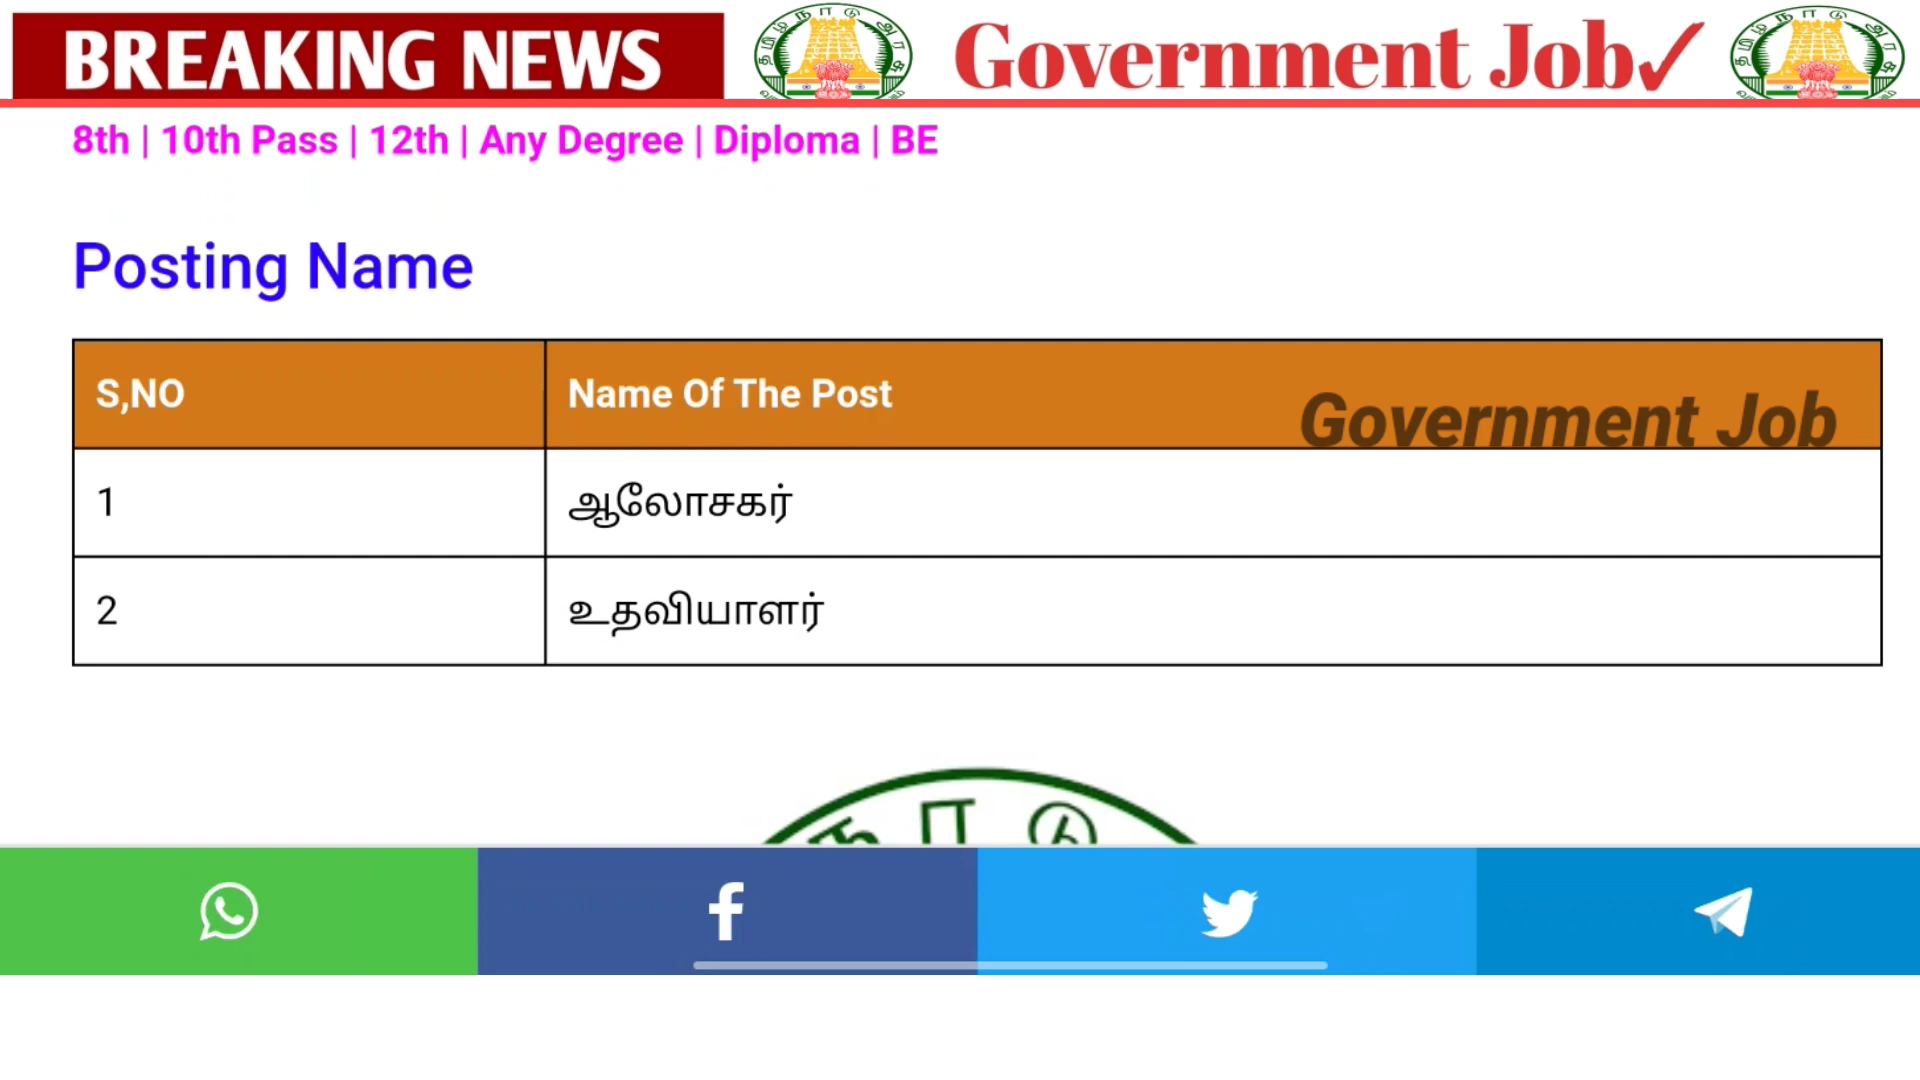 BREAKING NEWS
Government Job✓
8th | 10th Pass | 12th | Any Degree | Diploma | BE
Posting Name
S,NO Name Of The Post
Government Job
1 ஆலோசகர்
2 உதவியாளர்
நாடு